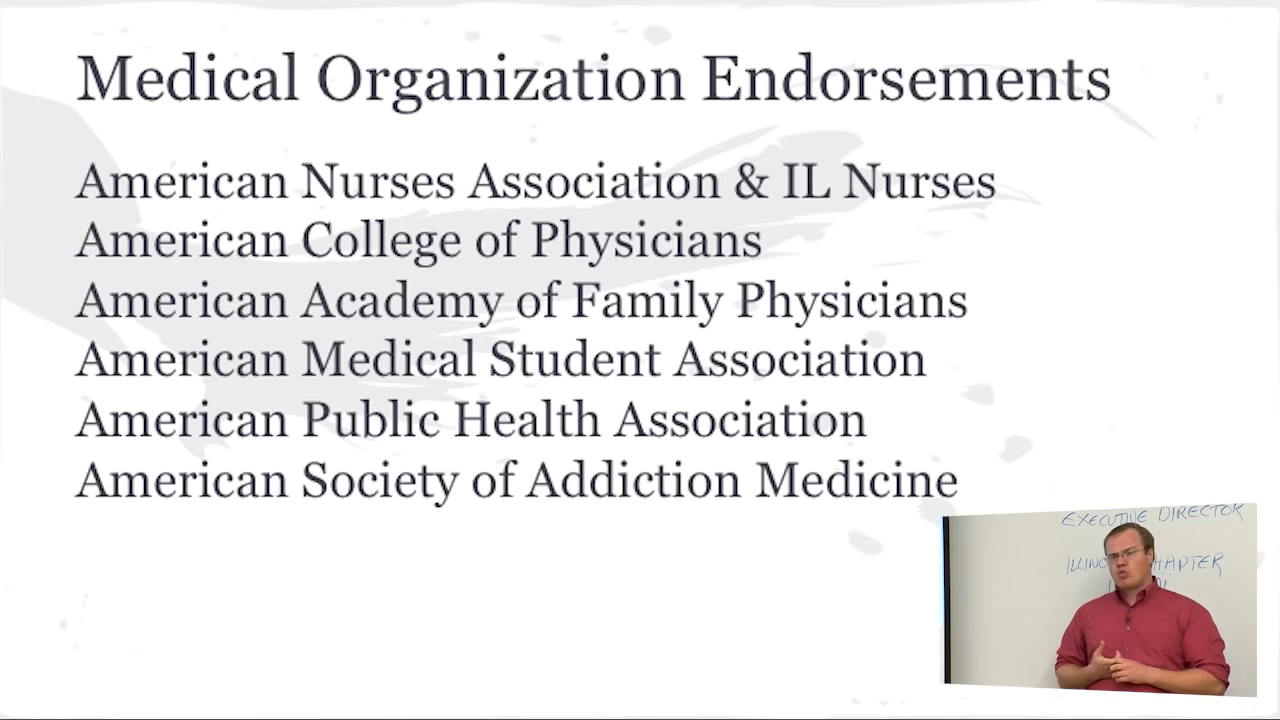 Medical Organization Endorsements
American Nurses Association & IL Nurses
American College of Physicians
American Academy of Family Physicians
American Medical Student Association
American Public Health Association
American Society of Addiction Medicine
EXECUTIVE DIRECTOR